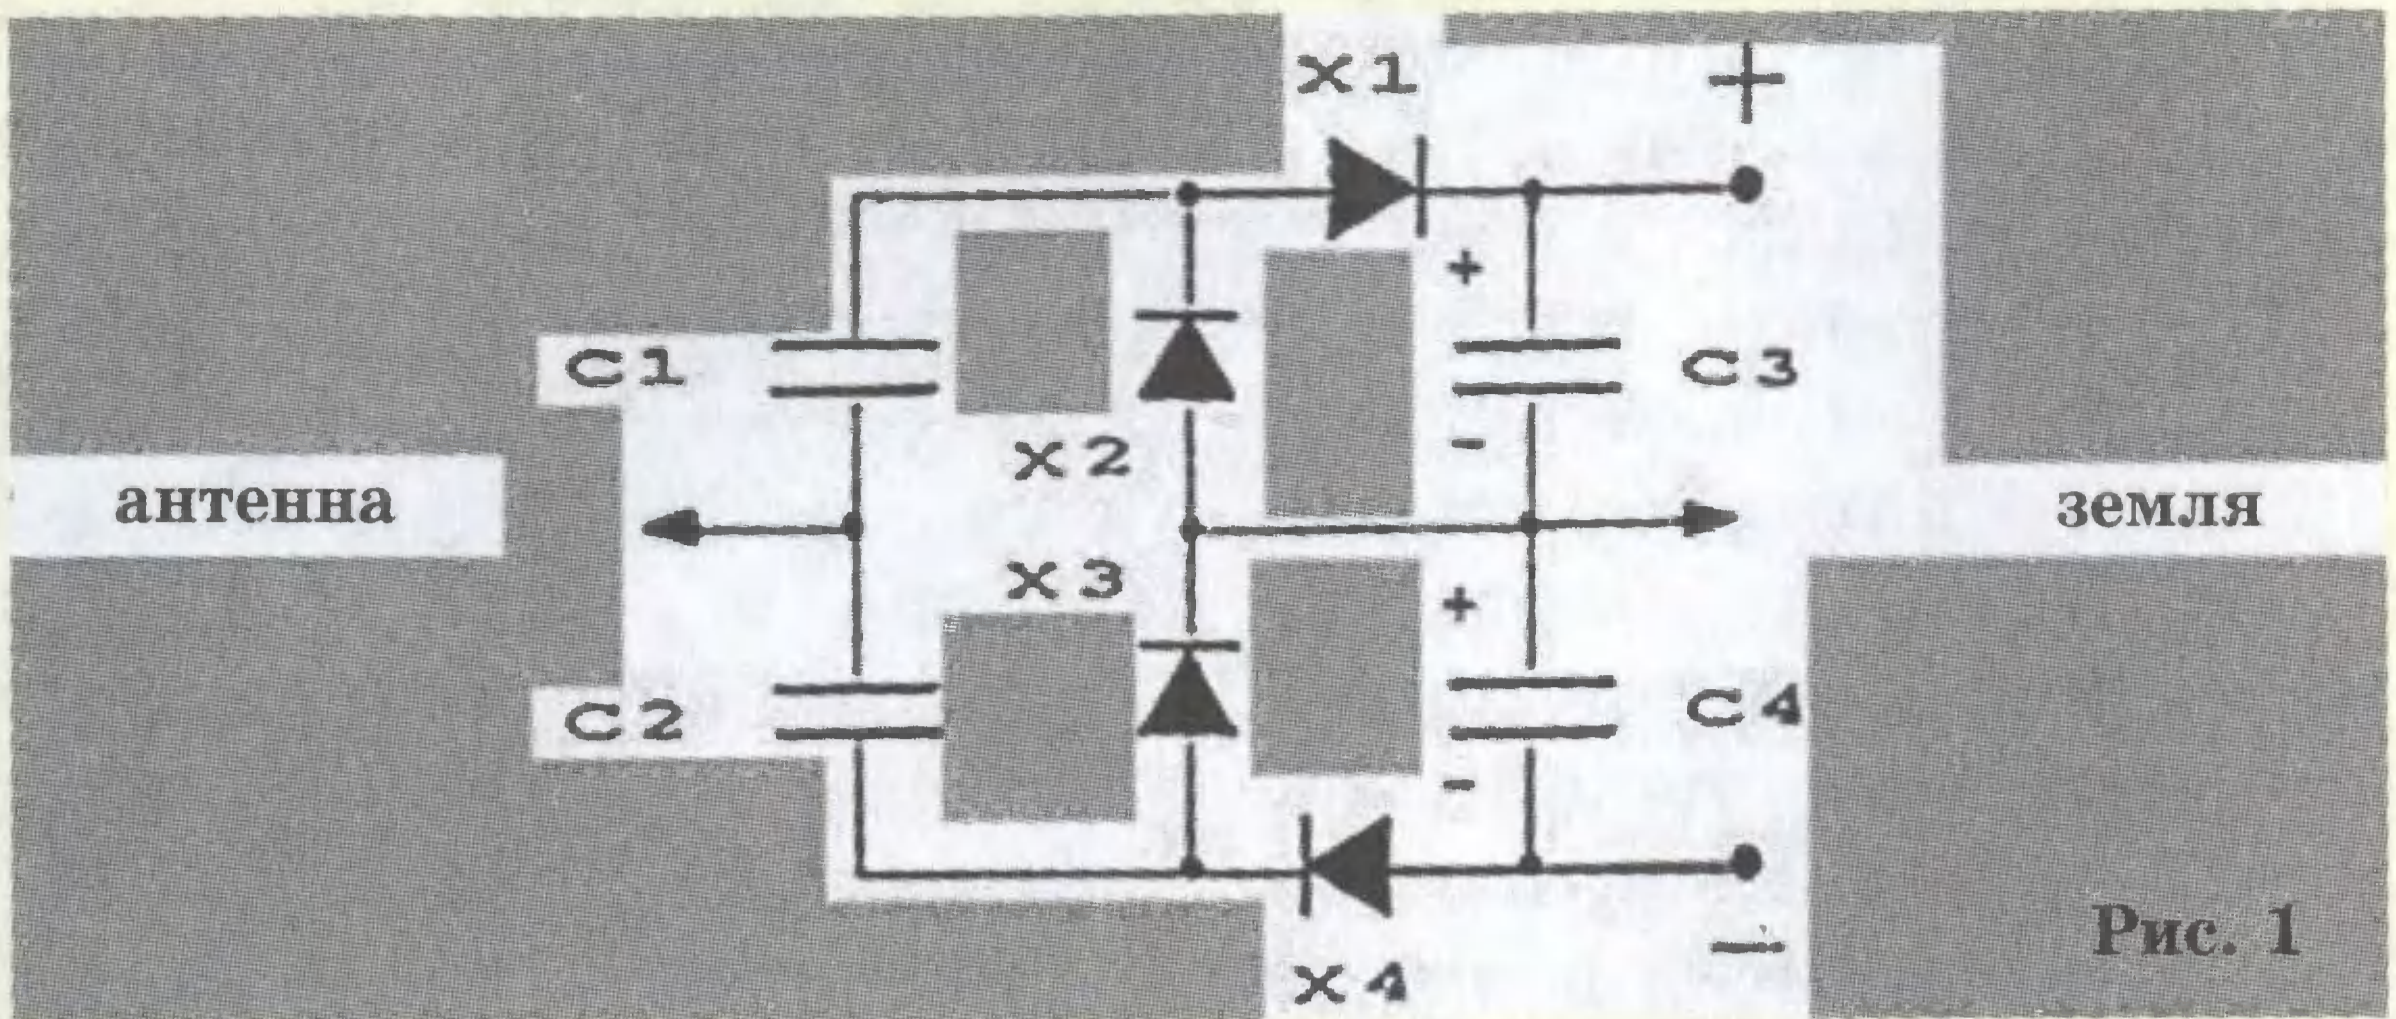 X1
+
C1
X2
+
-
C3
антенна
земля
X3
+
C2
C4
-
X4
—
Рис. 1